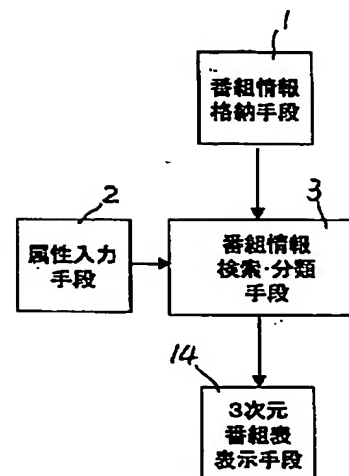 1
番組情報
格納手段
2
3
属性入力
手段
番組情報
検索・分類
手段
14
3次元
番組表
表示手段